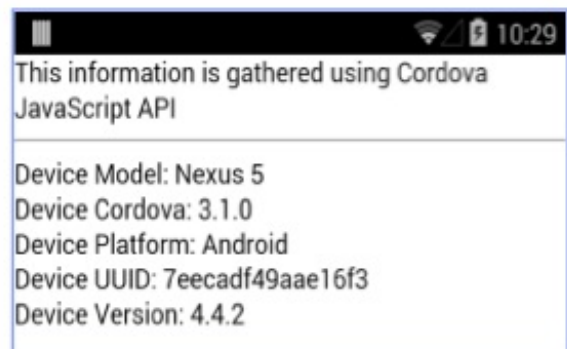 10:29
This information is gathered using Cordova
JavaScript API
Device Model: Nexus 5
Device Cordova: 3.1.0
Device Platform: Android
Device UUID: 7eecadf49aae16f3
Device Version: 4.4.2